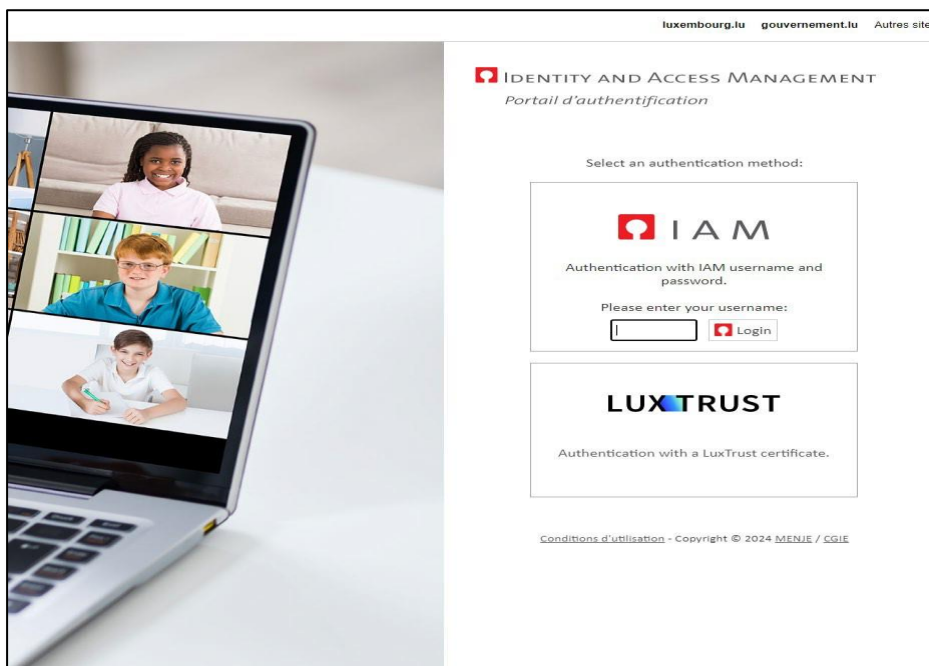 luxembourg.lu gouvernement.lu Autres site
IDENTITY AND ACCESS MANAGEMENT
Portail d'authentification
Select an authentication method:
IAM
Authentication with IAM username and
password.
Please enter your username:
Login
LUXTRUST
Authentication with a LuxTrust certificate.
Conditions d'utilisation - Copyright © 2024 MENJE / CGIE